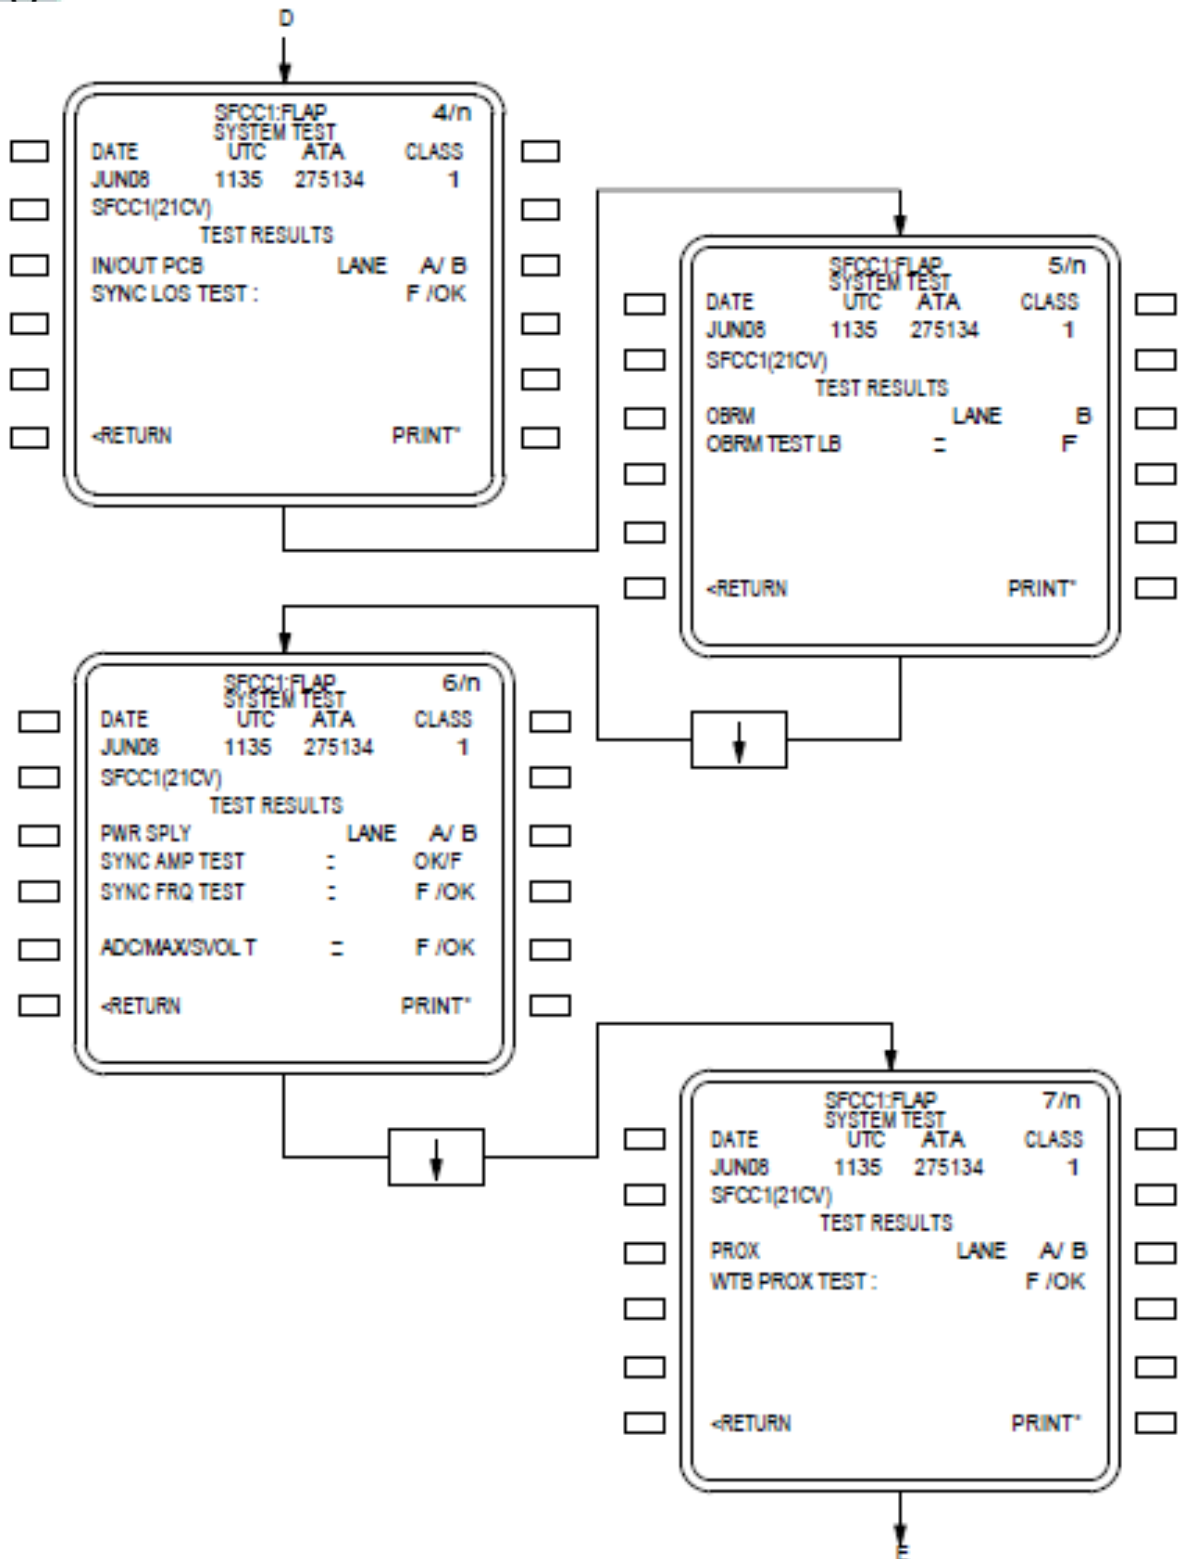 D
SFCC1:FLAP 4/n
SYSTEM TEST
DATE UTC ATA CLASS
JUN08 1135 275134 1
SFCC1(21CV)
TEST RESULTS
IN/OUT PCB LANE A/ B
SYNC LOS TEST : F /OK
<RETURN PRINT*
SFCC1:FLAP 5/n
SYSTEM TEST
DATE UTC ATA CLASS
JUN08 1135 275134 1
SFCC1(21CV)
TEST RESULTS
OBRM LANE B
OBRM TEST LB : F
<RETURN PRINT*
SFCC1:FLAP 6/n
SYSTEM TEST
DATE UTC ATA CLASS
JUN08 1135 275134 1
SFCC1(21CV)
TEST RESULTS
PWR SPLY LANE A/ B
SYNC AMP TEST : OK/F
SYNC FRQ TEST : F /OK
ADC/MAX/SVOL T : F /OK
<RETURN PRINT*
SFCC1:FLAP 7/n
SYSTEM TEST
DATE UTC ATA CLASS
JUN08 1135 275134 1
SFCC1(21CV)
TEST RESULTS
PROX LANE A/ B
WTB PROX TEST : F /OK
<RETURN PRINT*
E